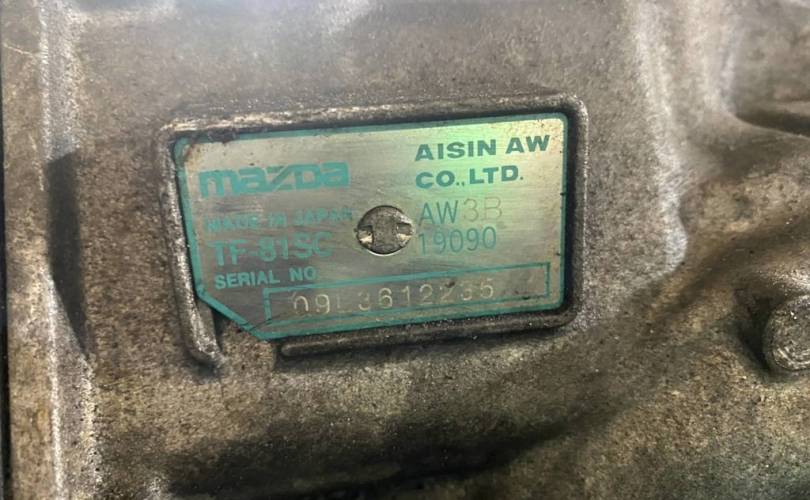 mazda
AISIN AW
CO.,LTD.
MADE IN JAPAN
AW3B
TF-81SC
19090
SERIAL NO.